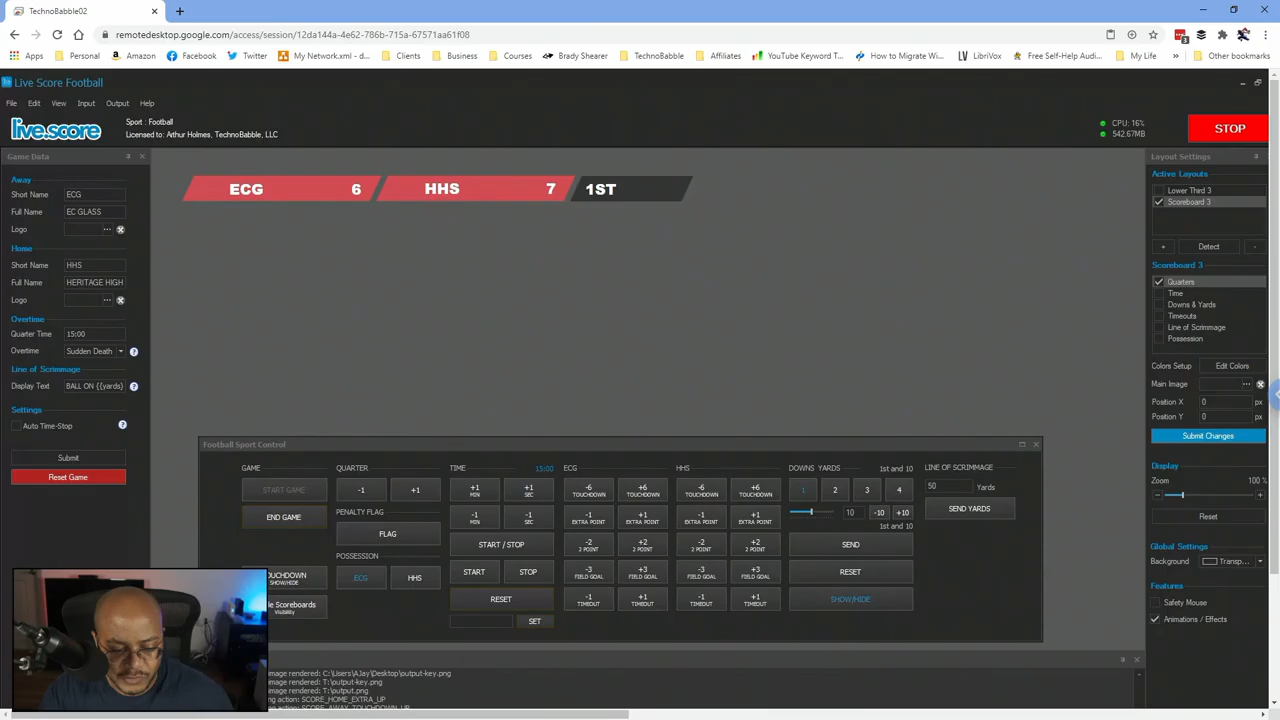 TechnoBabble02
remotedesktop.google.com/access/session/12da144a-4e62-786b-715a-67571aa61f08
Apps Personal Amazon Facebook Twitter My Network.xml - d... Clients Business Courses Brady Shearer TechnoBabble Affiliates YouTube Keyword T... How to Migrate Wi... LibriVox Free Self-Help Audi... My Life » Other bookmarks
Live Score Football
File Edit View Input Output Help
live.score
Sport : Football
Licensed to: Arthur Holmes, TechnoBabble, LLC
CPU: 16%
542.67MB
STOP
Game Data
Away
Short Name ECG
Full Name EC GLASS
Logo
Home
Short Name HHS
Full Name HERITAGE HIGH
Logo
Overtime
Quarter Time 15:00
Overtime Sudden Death
Line of Scrimmage
Display Text BALL ON {{yards}
Settings
Auto Time-Stop
Submit
Reset Game
ECG 6 HHS 7 1ST
Football Sport Control
GAME
START GAME
END GAME
TOUCHDOWN
SHOW/HIDE
le Scoreboards
Visibility
QUARTER
-1 +1
PENALTY FLAG
FLAG
POSSESSION
ECG HHS
TIME 15:00
+1 MIN +1 SEC
-1 MIN -1 SEC
START / STOP
START STOP
RESET
SET
ECG
-6 TOUCHDOWN +6 TOUCHDOWN
-1 EXTRA POINT +1 EXTRA POINT
-2 2 POINT +2 2 POINT
-3 FIELD GOAL +3 FIELD GOAL
-1 TIMEOUT +1 TIMEOUT
HHS
-6 TOUCHDOWN +6 TOUCHDOWN
-1 EXTRA POINT +1 EXTRA POINT
-2 2 POINT +2 2 POINT
-3 FIELD GOAL +3 FIELD GOAL
-1 TIMEOUT +1 TIMEOUT
DOWNS YARDS 1st and 10
1 2 3 4
10 -10 +10
1st and 10
SEND
RESET
SHOW/HIDE
LINE OF SCRIMMAGE
50 Yards
SEND YARDS
image rendered: C:\Users\AJay\Desktop\output-key.png
image rendered: T:\output-key.png
image rendered: T:\output.png
ng action: SCORE_HOME_EXTRA_UP
ng action: SCORE_AWAY_TOUCHDOWN_UP
Layout Settings
Active Layouts
Lower Third 3
Scoreboard 3
+ Detect -
Scoreboard 3
Quarters
Time
Downs & Yards
Timeouts
Line of Scrimmage
Possession
Colors Setup Edit Colors
Main Image
Position X 0 px
Position Y 0 px
Submit Changes
Display
Zoom 100 %
Reset
Global Settings
Background Transp...
Features
Safety Mouse
Animations / Effects